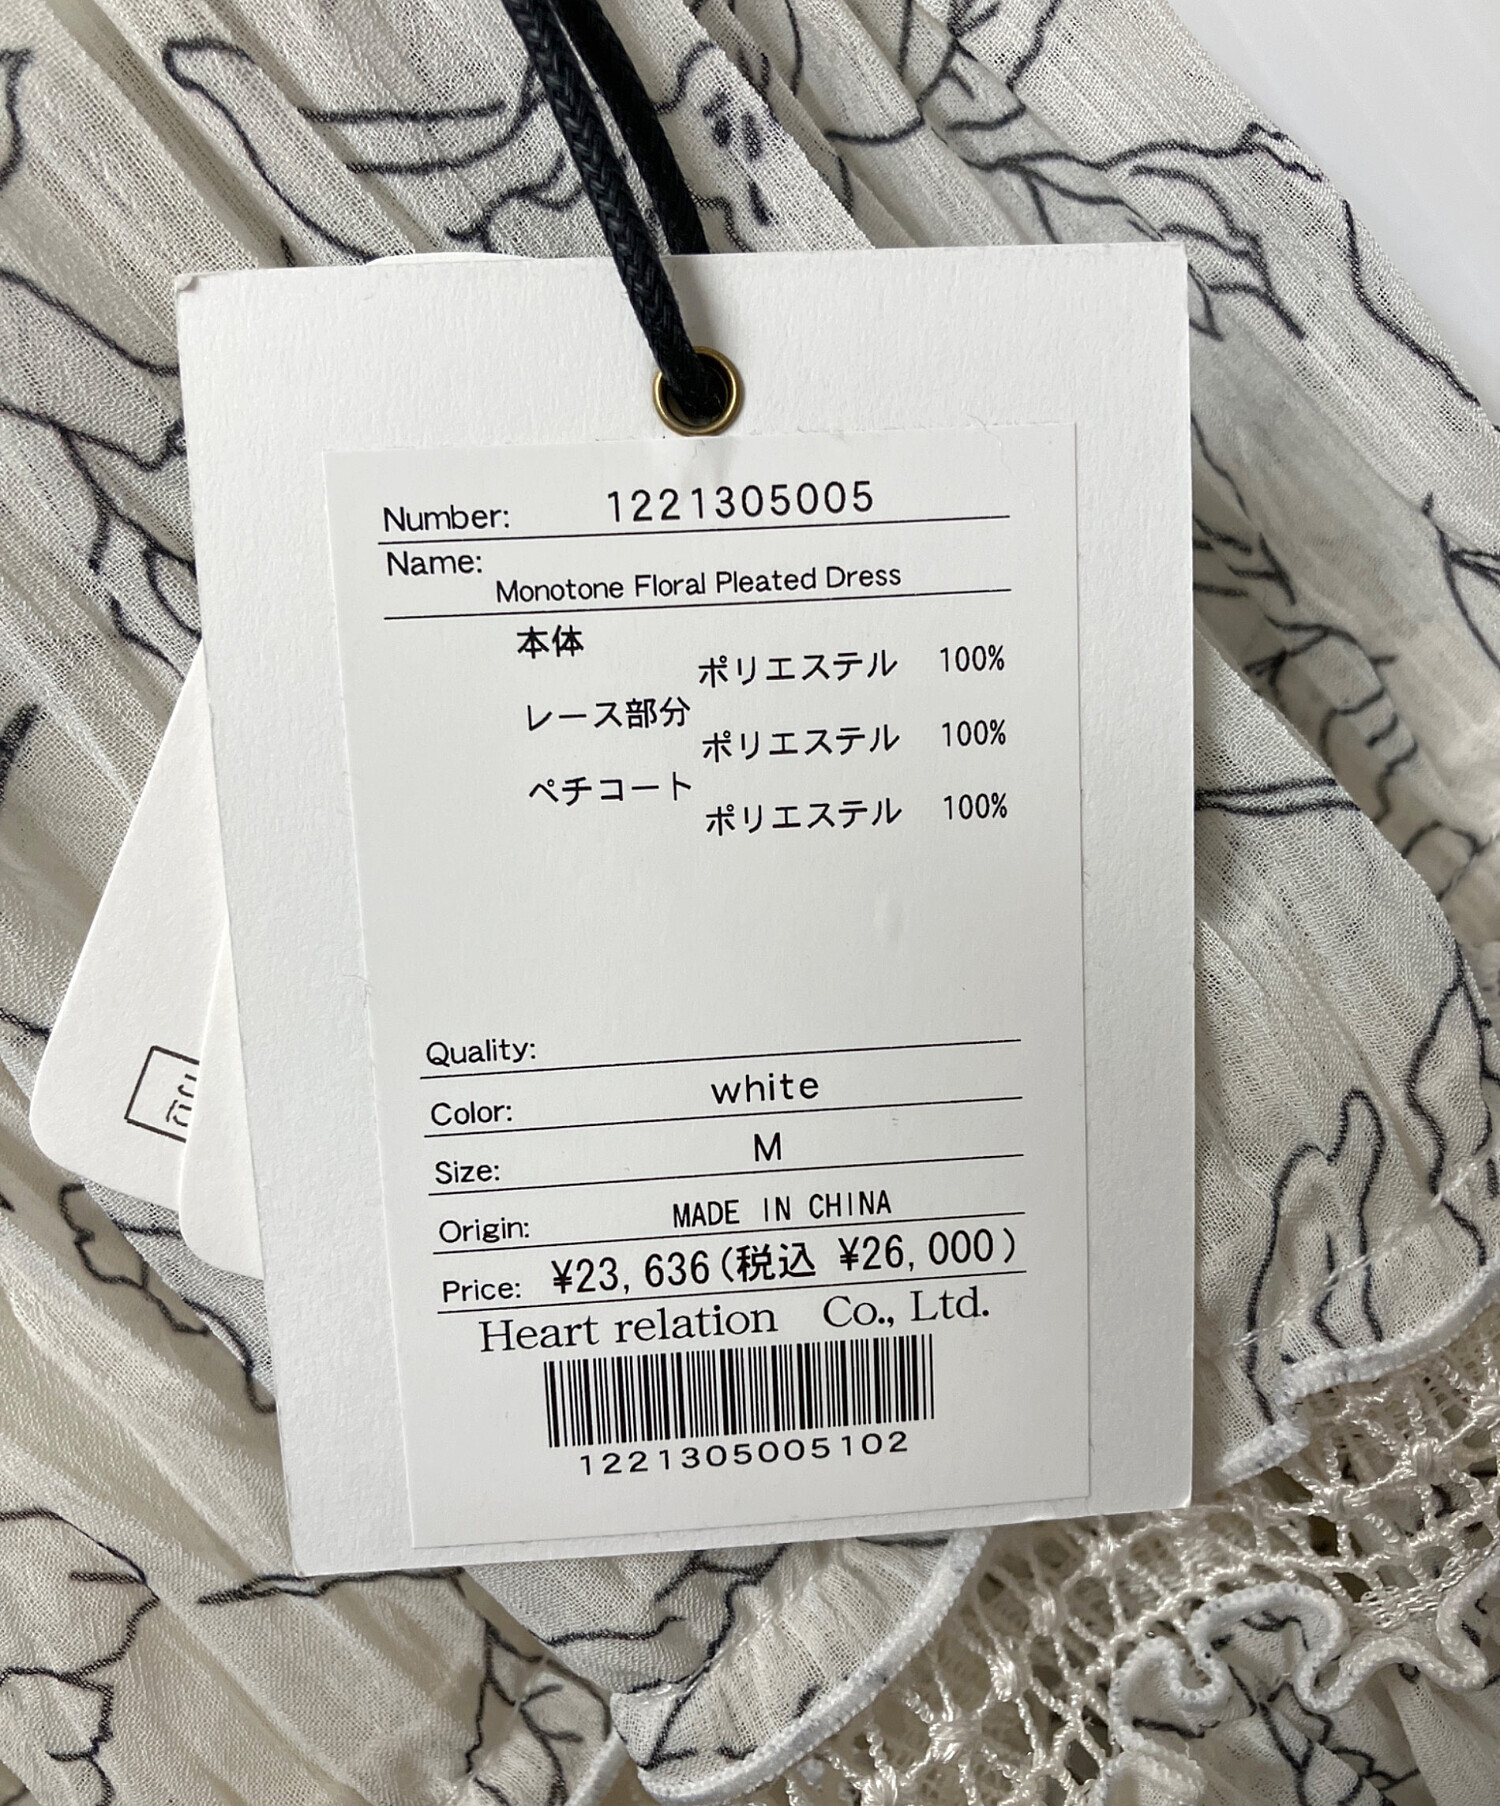 Number: 1221305005
Name:
Monotone Floral Pleated Dress
本体
ポリエステル 100%
レース部分
ポリエステル 100%
ペチコート
ポリエステル 100%
Quality:
Color: white
Size: M
Origin: MADE IN CHINA
Price: ¥23,636(税込 ¥26,000)
Heart relation Co., Ltd.
1221305005102